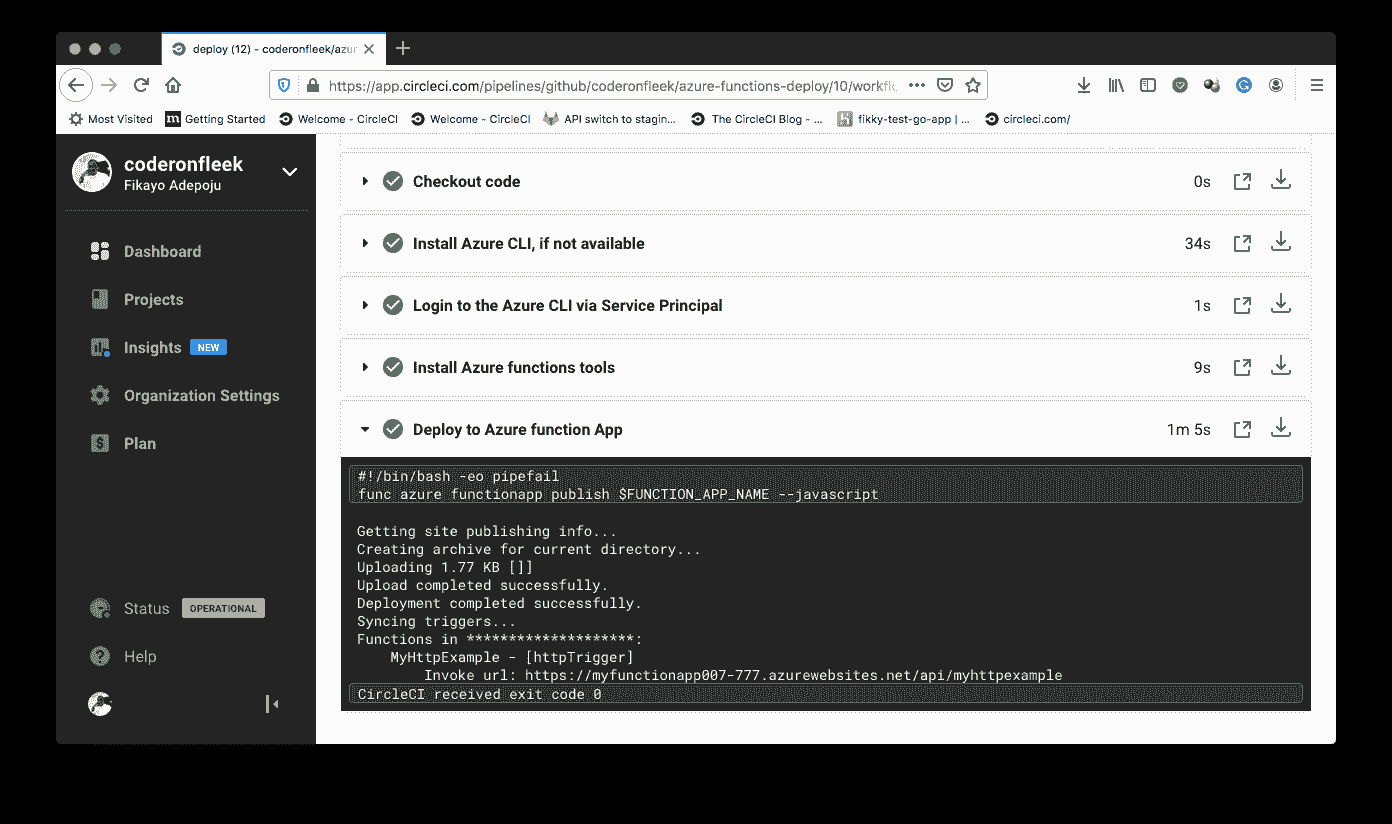 deploy (12) - coderonfleek/azur
https://app.circleci.com/pipelines/github/coderonfleek/azure-functions-deploy/10/workfl
Most Visited Getting Started Welcome - CircleCI Welcome - CircleCI API switch to stagin... The CircleCI Blog - ... fikky-test-go-app | ... circleci.com/
coderonfleek
Fikayo Adepoju
Dashboard
Projects
Insights NEW
Organization Settings
Plan
Status OPERATIONAL
Help
Checkout code 0s
Install Azure CLI, if not available 34s
Login to the Azure CLI via Service Principal 1s
Install Azure functions tools 9s
Deploy to Azure function App 1m 5s
#!/bin/bash -eo pipefail
func azure functionapp publish $FUNCTION_APP_NAME --javascript
Getting site publishing info...
Creating archive for current directory...
Uploading 1.77 KB []]
Upload completed successfully.
Deployment completed successfully.
Syncing triggers...
Functions in ********************:
MyHttpExample - [httpTrigger]
Invoke url: https://myfunctionapp007-777.azurewebsites.net/api/myhttpexample
CircleCI received exit code 0